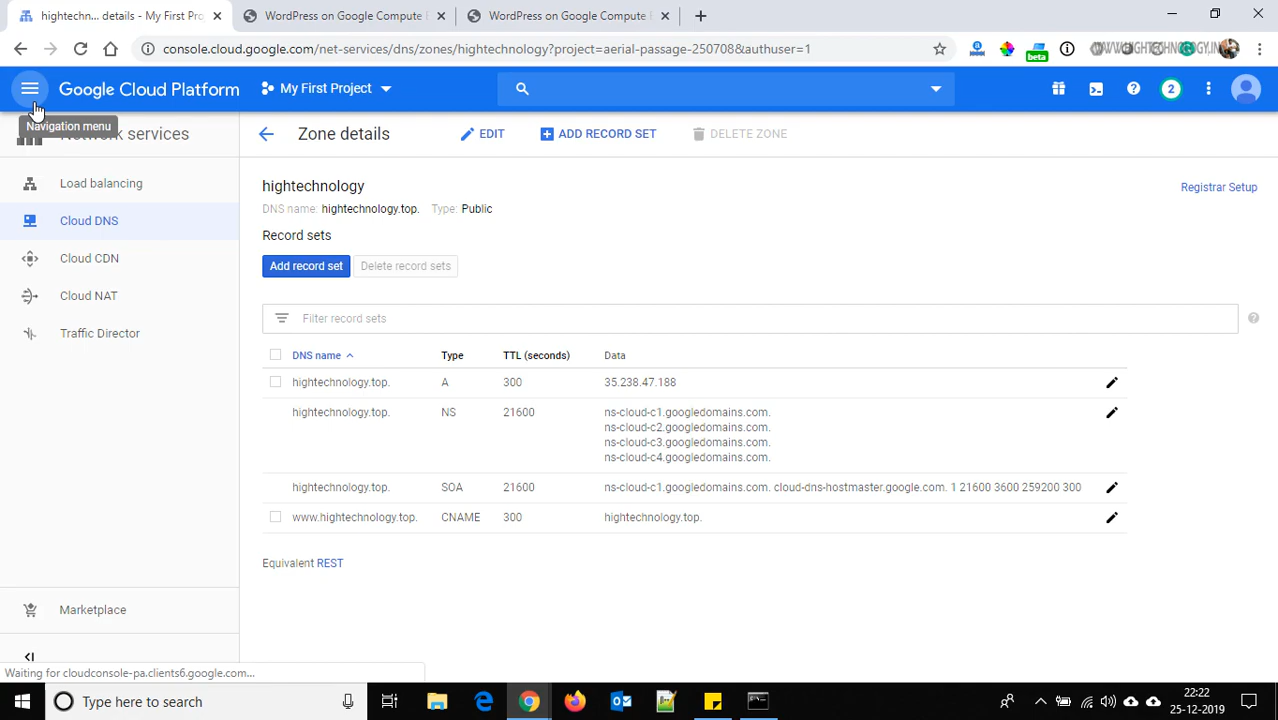 hightechn... details - My First Proj
WordPress on Google Compute E
WordPress on Google Compute E
console.cloud.google.com/net-services/dns/zones/hightechnology?project=aerial-passage-250708&authuser=1
beta
WWW.HIGHTECHNOLOGY.IN
Google Cloud Platform
My First Project
2
Navigation menu
Network services
Zone details
EDIT
ADD RECORD SET
DELETE ZONE
Load balancing
Cloud DNS
Cloud CDN
Cloud NAT
Traffic Director
Marketplace
hightechnology
Registrar Setup
DNS name: hightechnology.top. Type: Public
Record sets
Add record set
Delete record sets
Filter record sets
DNS name Type TTL (seconds) Data
hightechnology.top. A 300 35.238.47.188
hightechnology.top. NS 21600 ns-cloud-c1.googledomains.com.
ns-cloud-c2.googledomains.com.
ns-cloud-c3.googledomains.com.
ns-cloud-c4.googledomains.com.
hightechnology.top. SOA 21600 ns-cloud-c1.googledomains.com. cloud-dns-hostmaster.google.com. 1 21600 3600 259200 300
www.hightechnology.top. CNAME 300 hightechnology.top.
Equivalent REST
Waiting for cloudconsole-pa.clients6.google.com...
Type here to search
22:22
25-12-2019